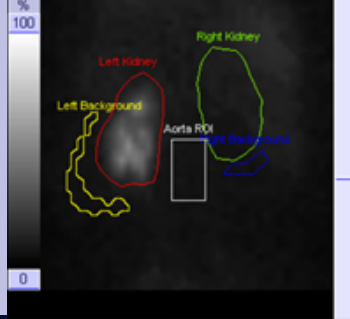 %
100
Right Kidney
Left Kidney
Left Background
Aorta ROI
Right Background
0